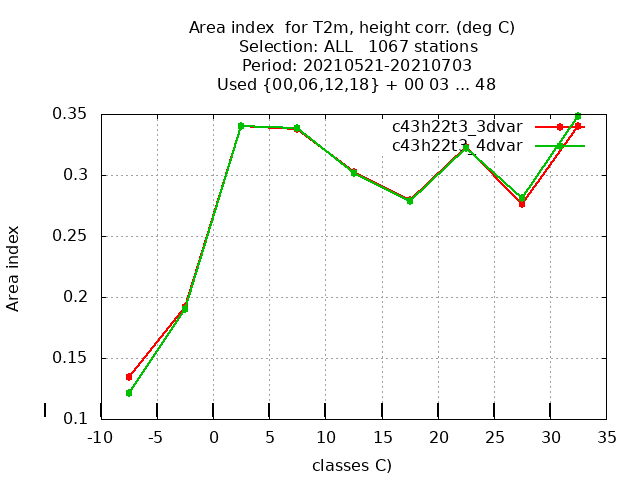 Area index  for T2m, height corr. (deg C)
Selection: ALL   1067 stations
Period: 20210521-20210703
Used {00,06,12,18} + 00 03 ... 48
c43h22t3_3dvar
c43h22t3_4dvar
0.35
0.3
0.25
0.2
0.15
0.1
Area index
-10 -5 0 5 10 15 20 25 30 35
classes C)